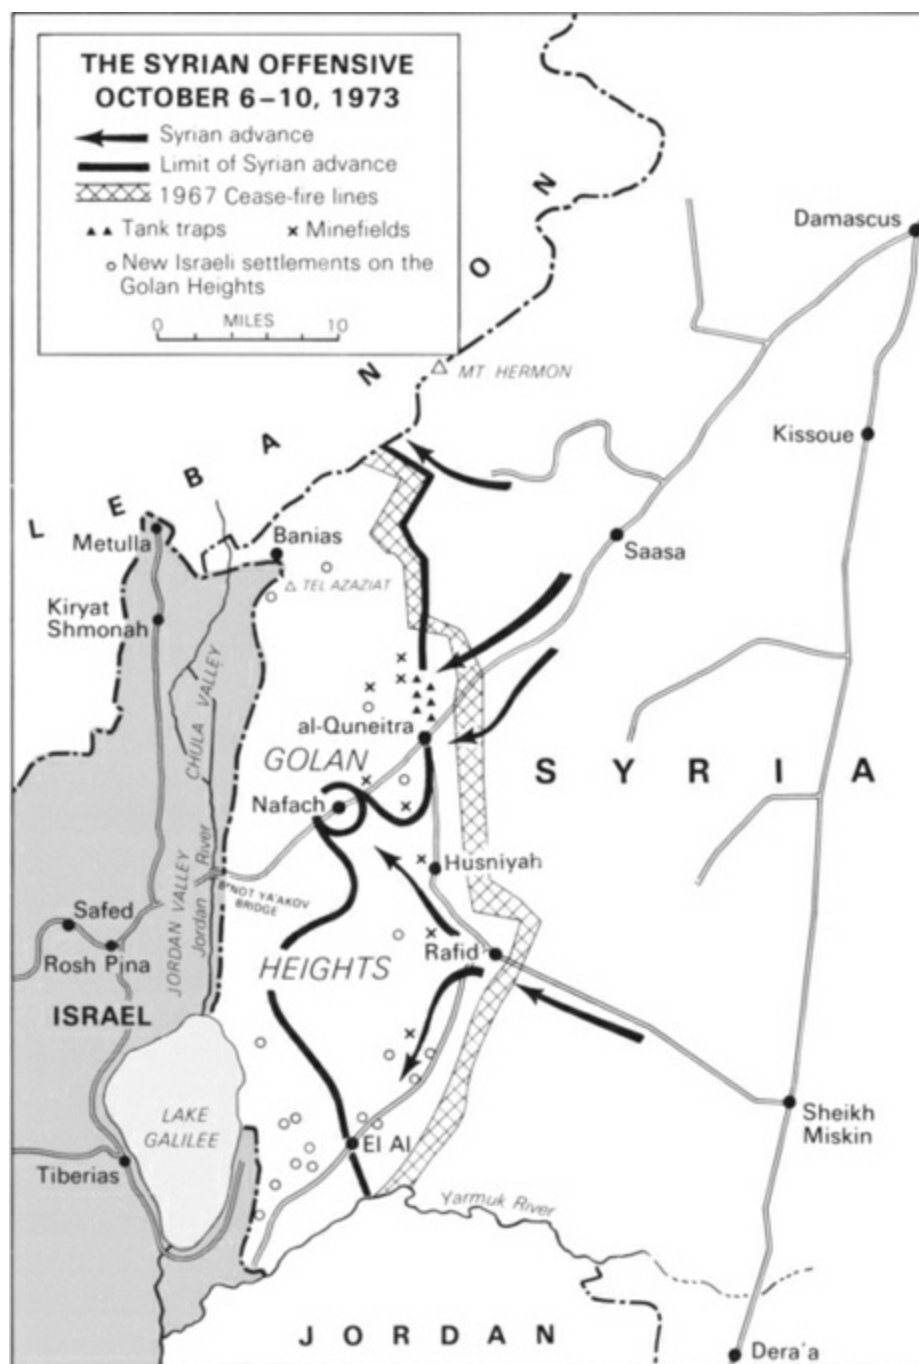 THE SYRIAN OFFENSIVE
OCTOBER 6–10, 1973
Syrian advance
Limit of Syrian advance
1967 Cease-fire lines
Tank traps
Minefields
New Israeli settlements on the
Golan Heights
0 MILES 10
LEBANON
Damascus
MT HERMON
Kissoue
Metulla
Banias
Saasa
TEL AZAZIAT
Kiryat
Shmonah
CHULA VALLEY
al-Quneitra
GOLAN
SYRIA
Nafach
Husniyah
B'NOT YA'AKOV
BRIDGE
JORDAN VALLEY
Jordan River
Safed
Rosh Pina
Rafid
HEIGHTS
ISRAEL
LAKE
GALILEE
Sheikh
Miskin
El Al
Tiberias
Yarmuk River
JORDAN
Dera'a